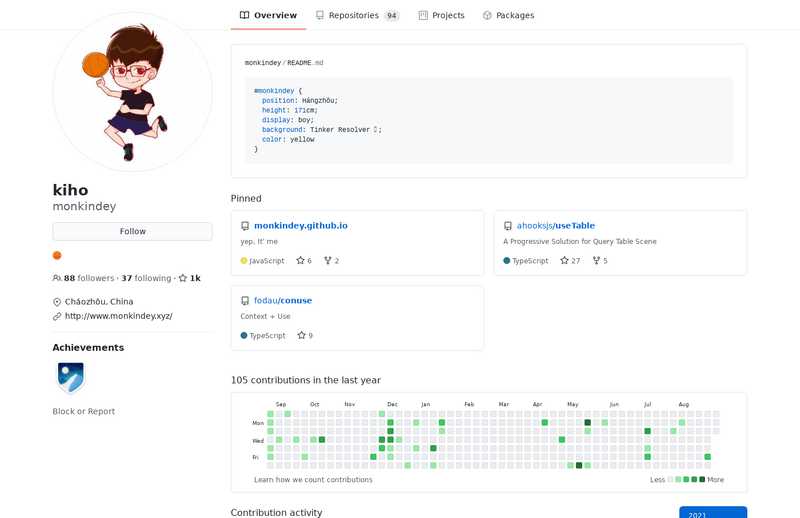 Overview
Repositories 94
Projects
Packages
monkindey/README.md
#monkindey {
position: Hángzhōu;
height: 171cm;
display: boy;
background: Tinker Resolver ;
color: yellow
}
kiho
monkindey
Follow
88 followers · 37 following · 1k
Cháozhōu, China
http://www.monkindey.xyz/
Achievements
Block or Report
Pinned
monkindey.github.io
yep, It' me
JavaScript 6 2
ahooksjs/useTable
A Progressive Solution for Query Table Scene
TypeScript 27 5
fodau/conuse
Context + Use
TypeScript 9
105 contributions in the last year
Sep Oct Nov Dec Jan Feb Mar Apr May Jun Jul Aug
Mon
Wed
Fri
Learn how we count contributions
Less More
Contribution activity
2021